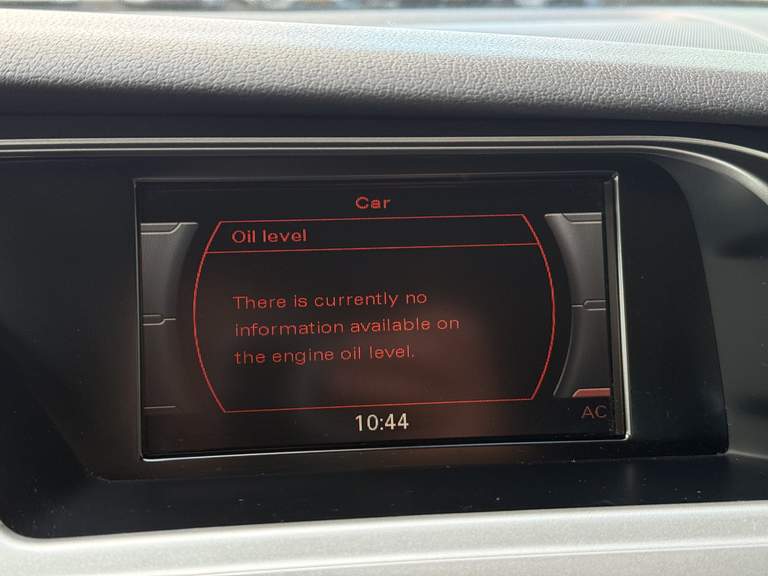 Car
Oil level
There is currently no
information available on
the engine oil level.
10:44
AC